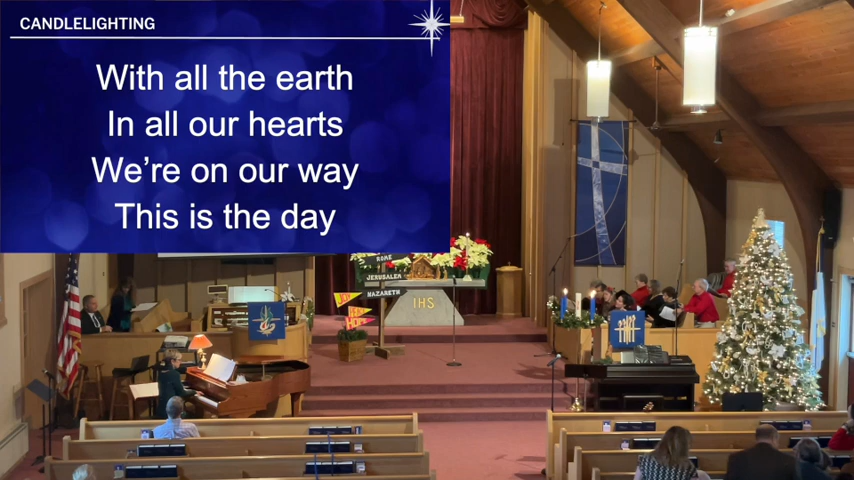 CANDLELIGHTING
With all the earth
In all our hearts
We're on our way
This is the day
ROME
JERUSALEM
NAZARETH
IHS
HOPE